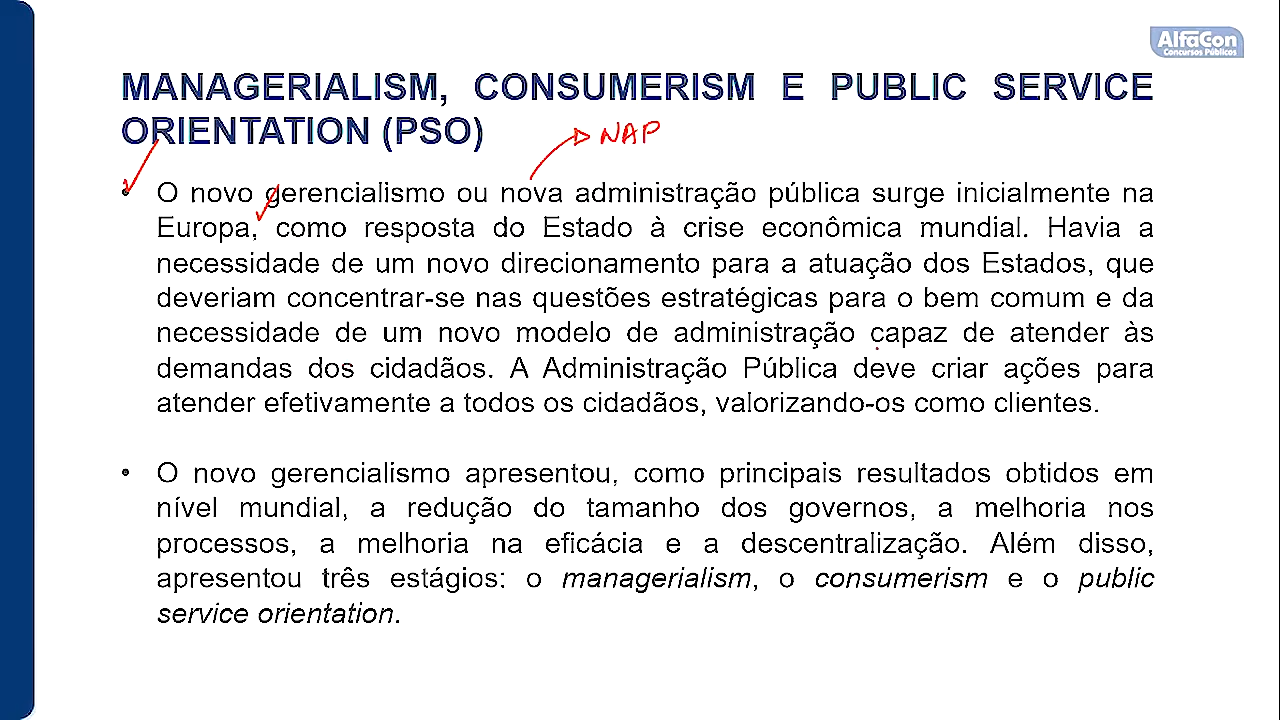 AlfaCon
Concursos Públicos
MANAGERIALISM, CONSUMERISM E PUBLIC SERVICE
ORIENTATION (PSO)
NAP
• O novo gerencialismo ou nova administração pública surge inicialmente na
Europa, como resposta do Estado à crise econômica mundial. Havia a
necessidade de um novo direcionamento para a atuação dos Estados, que
deveriam concentrar-se nas questões estratégicas para o bem comum e da
necessidade de um novo modelo de administração capaz de atender às
demandas dos cidadãos. A Administração Pública deve criar ações para
atender efetivamente a todos os cidadãos, valorizando-os como clientes.
• O novo gerencialismo apresentou, como principais resultados obtidos em
nível mundial, a redução do tamanho dos governos, a melhoria nos
processos, a melhoria na eficácia e a descentralização. Além disso,
apresentou três estágios: o managerialism, o consumerism e o public
service orientation.